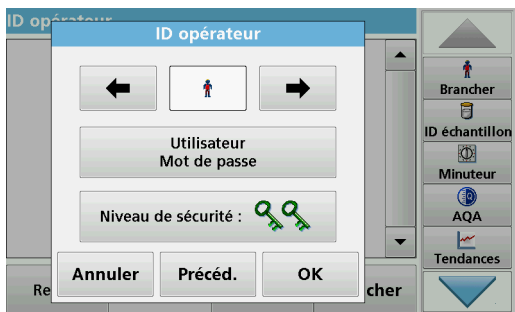 ID opérateur
ID opérateur
Utilisateur
Mot de passe
Niveau de sécurité :
Annuler
Précéd.
OK
Brancher
ID échantillon
Minuteur
AQA
Tendances